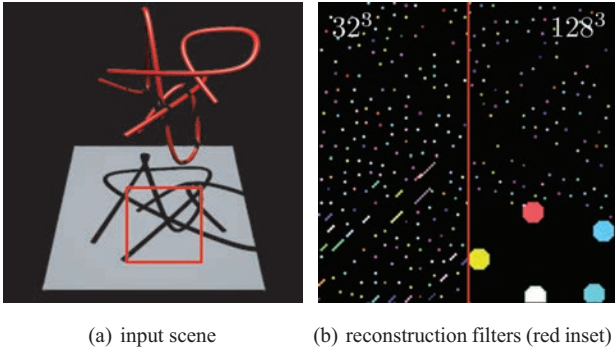 32³
128³
(a) input scene
(b) reconstruction filters (red inset)